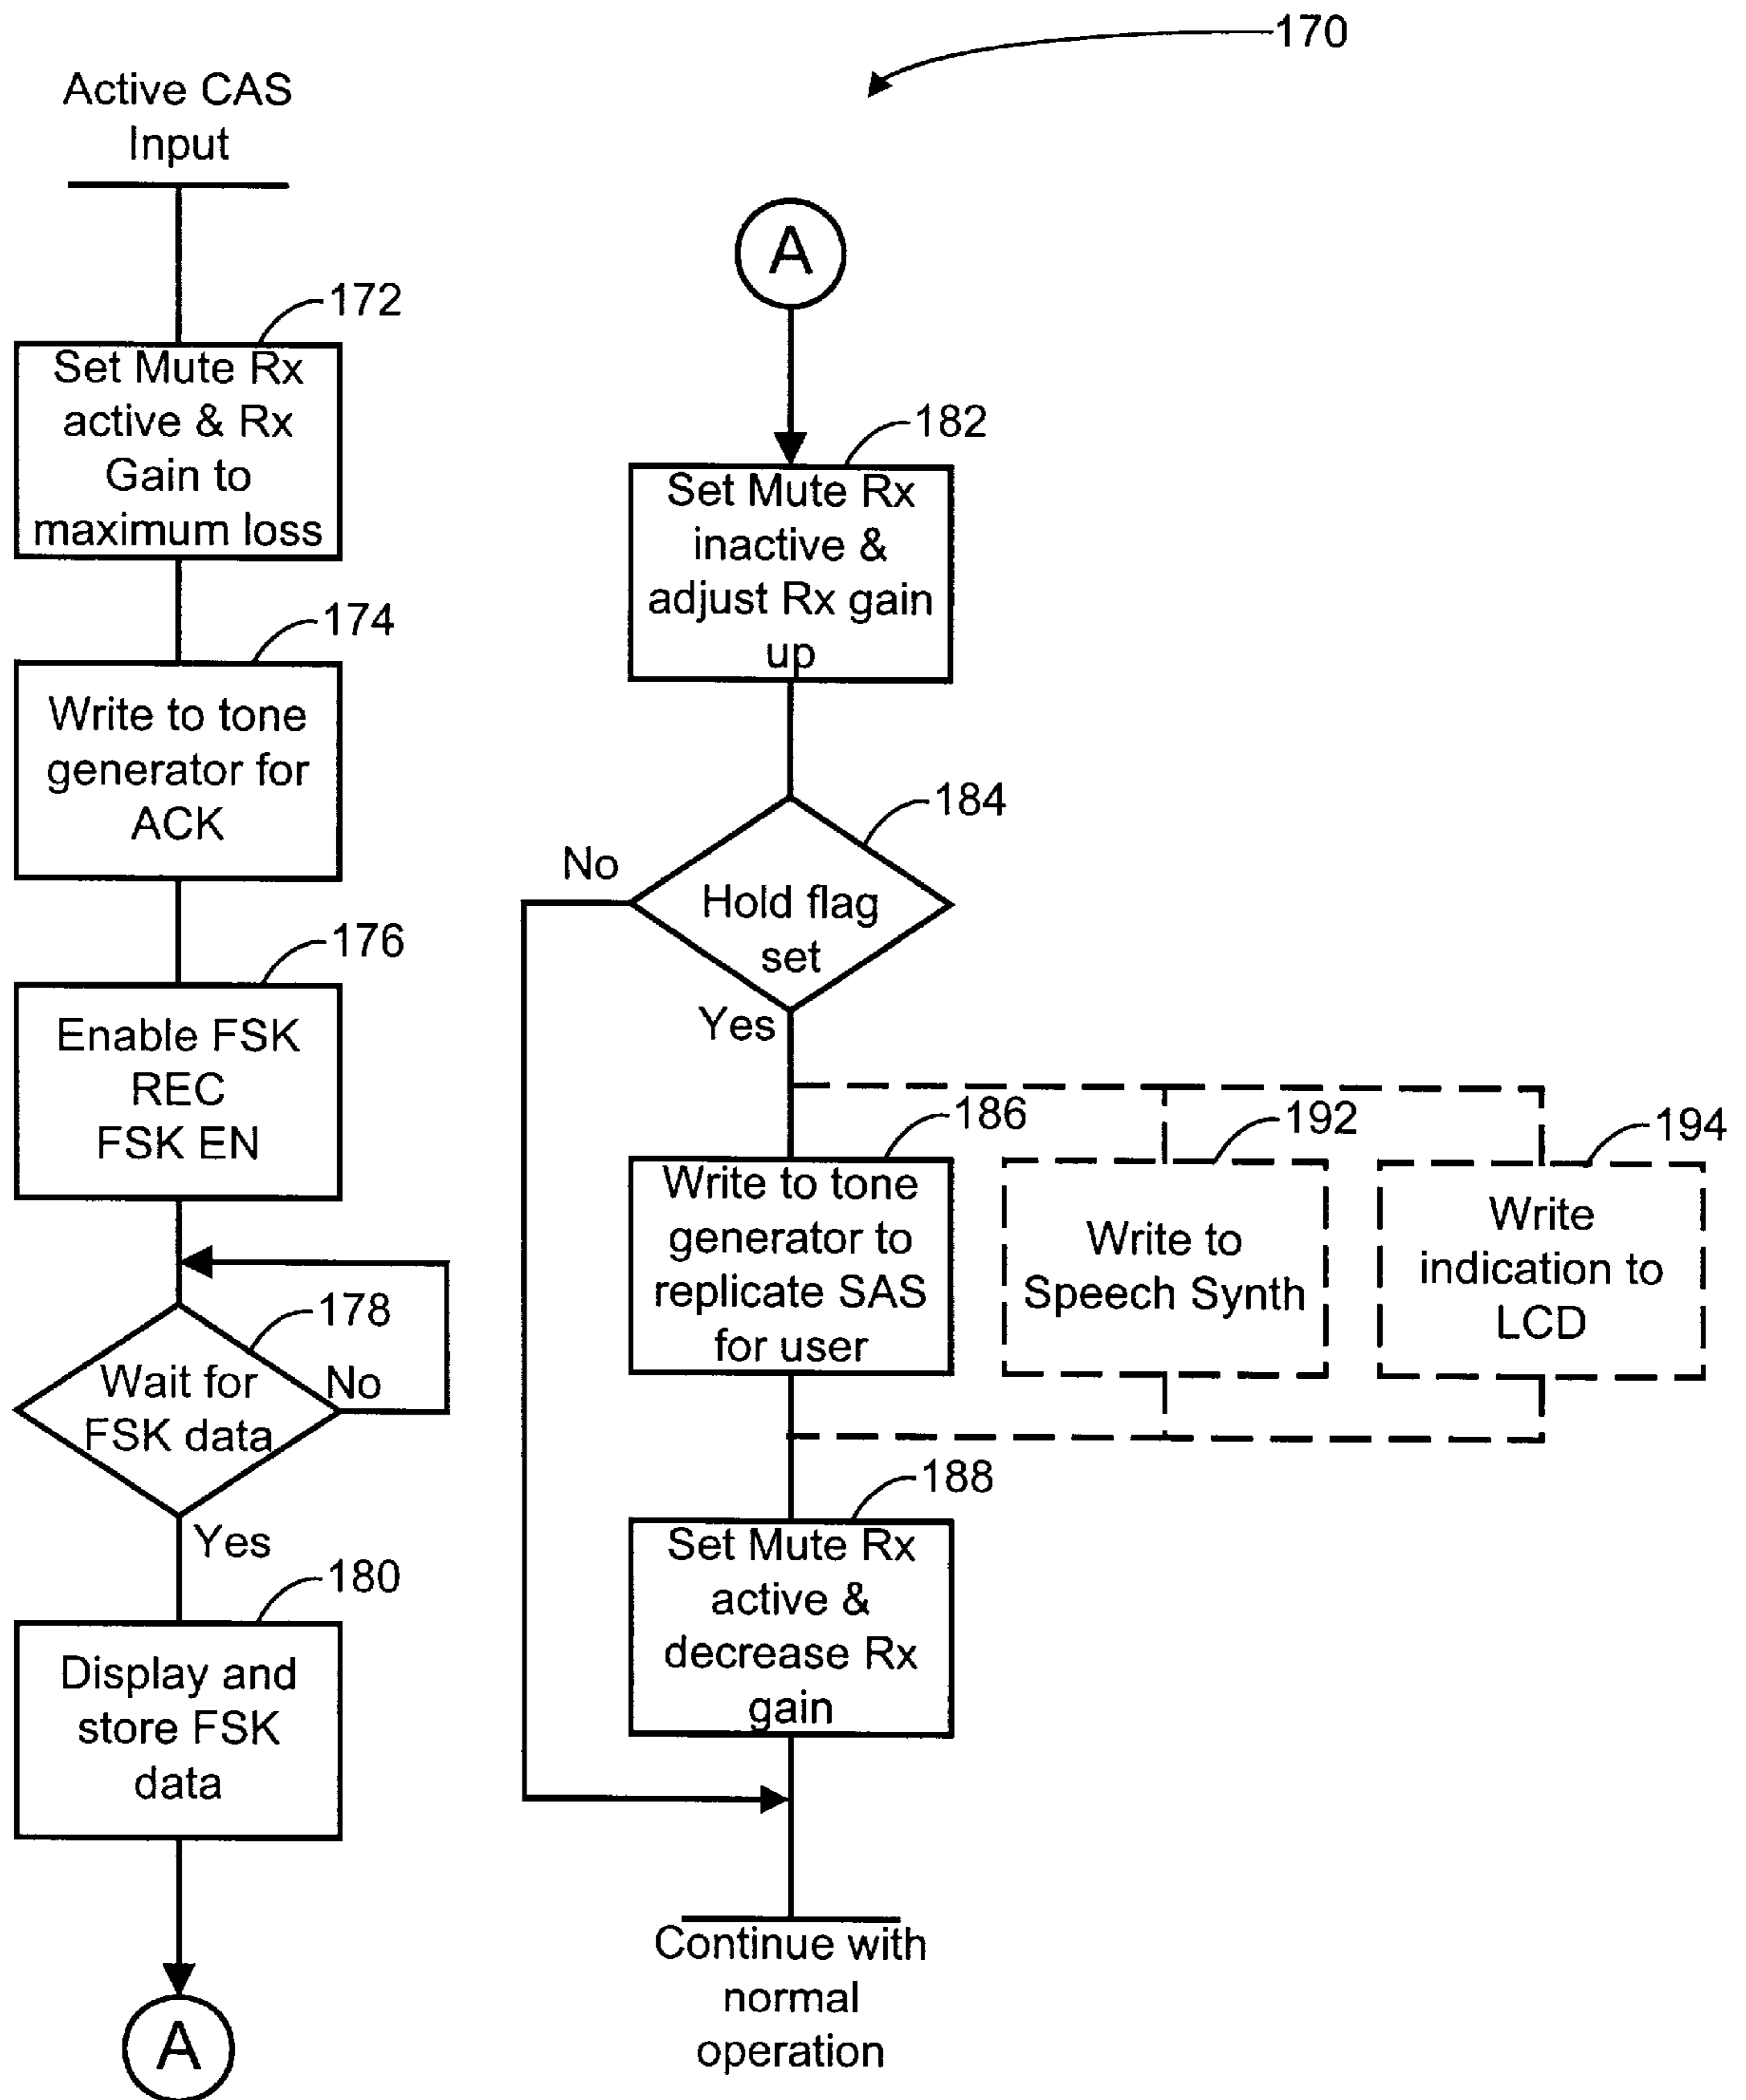 170
Active CAS
Input
172
Set Mute Rx
active & Rx
Gain to
maximum loss
174
Write to tone
generator for
ACK
176
Enable FSK
REC
FSK EN
178
Wait for
FSK data
No
Yes
180
Display and
store FSK
data
A
A
182
Set Mute Rx
inactive &
adjust Rx gain
up
184
Hold flag
set
No
Yes
186
Write to tone
generator to
replicate SAS
for user
192
Write to
Speech Synth
194
Write
indication to
LCD
188
Set Mute Rx
active &
decrease Rx
gain
Continue with
normal
operation